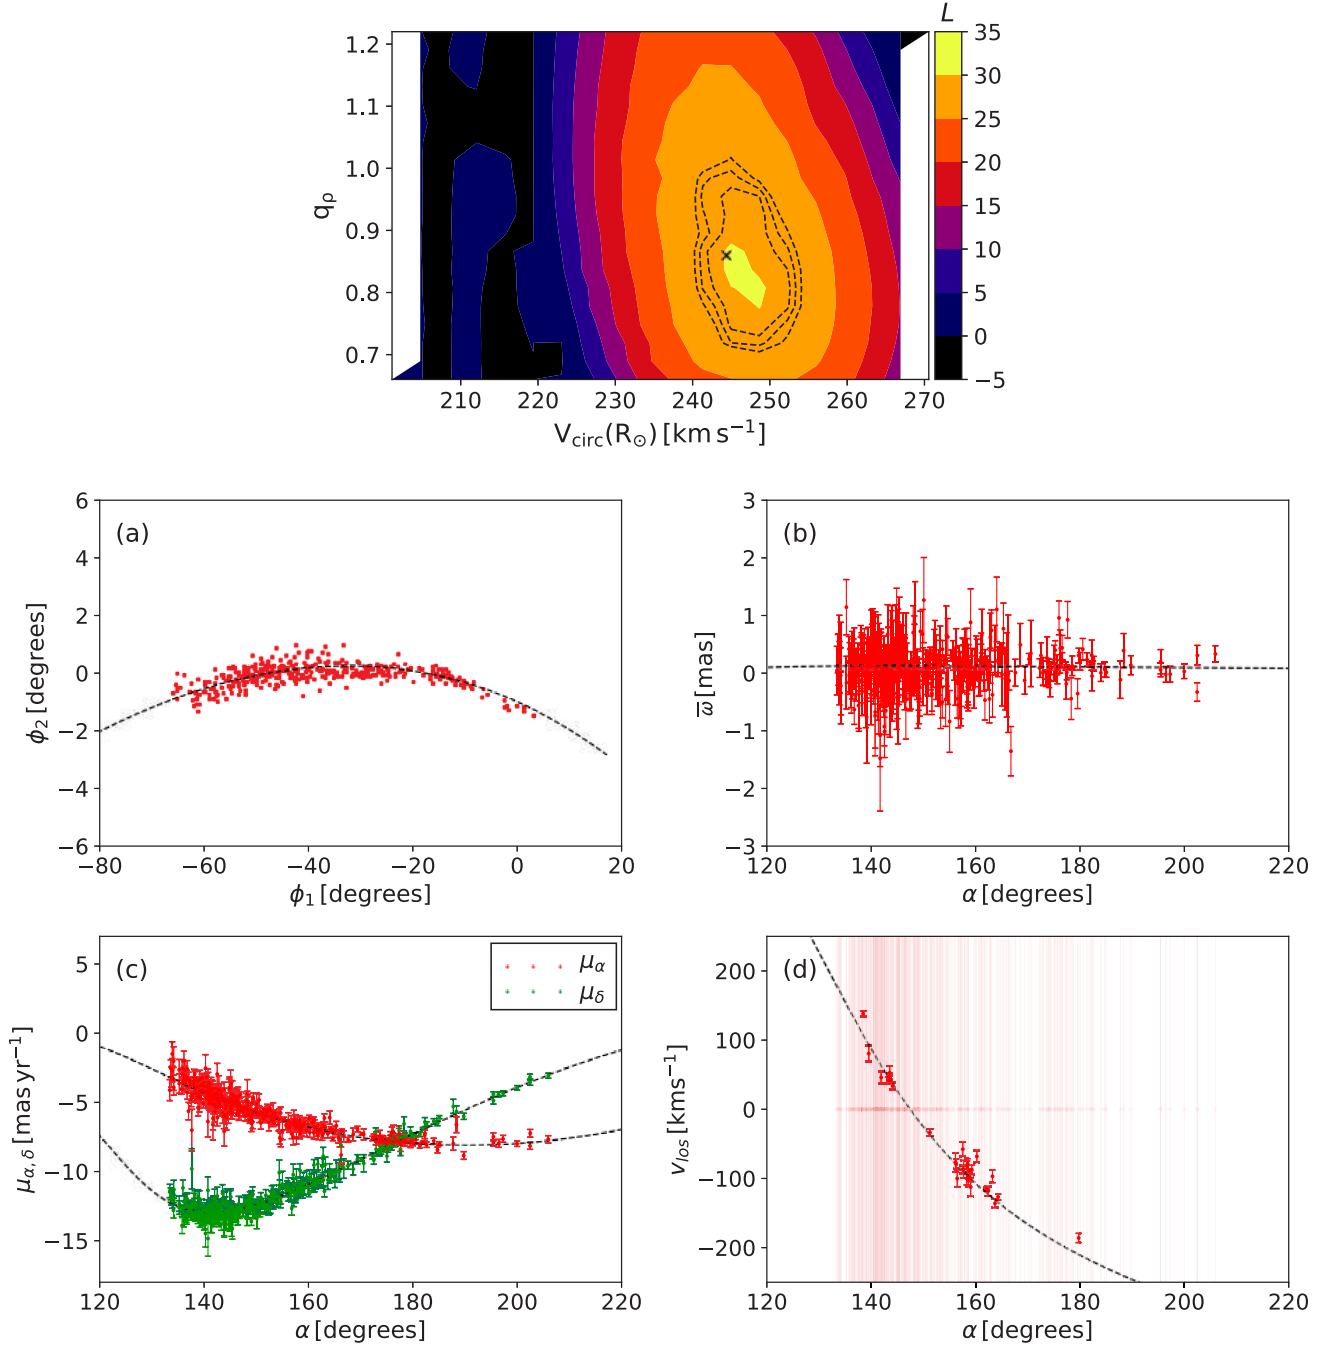 L
35
30
25
20
15
10
5
0
−5
1.2
1.1
1.0
0.9
0.8
0.7
qρ
210 220 230 240 250 260 270
Vcirc(R⊙) [km s⁻¹]
(a)
6
4
2
0
−2
−4
−6
ϕ₂ [degrees]
−80 −60 −40 −20 0 20
ϕ₁ [degrees]
(b)
3
2
1
0
−1
−2
−3
ϖ [mas]
120 140 160 180 200 220
α [degrees]
(c)
μα
μδ
5
0
−5
−10
−15
μα,δ [mas yr⁻¹]
120 140 160 180 200 220
α [degrees]
(d)
200
100
0
−100
−200
vlos [kms⁻¹]
120 140 160 180 200 220
α [degrees]